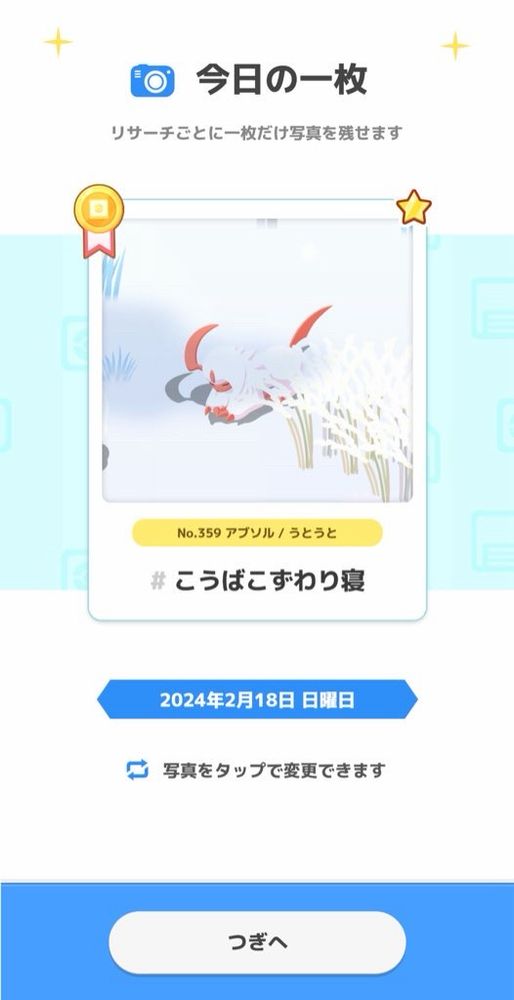 今日の一枚
リサーチごとに一枚だけ写真を残せます
No.359 アブソル / うとうと
# こうばこずわり寝
2024年2月18日 日曜日
写真をタップで変更できます
つぎへ